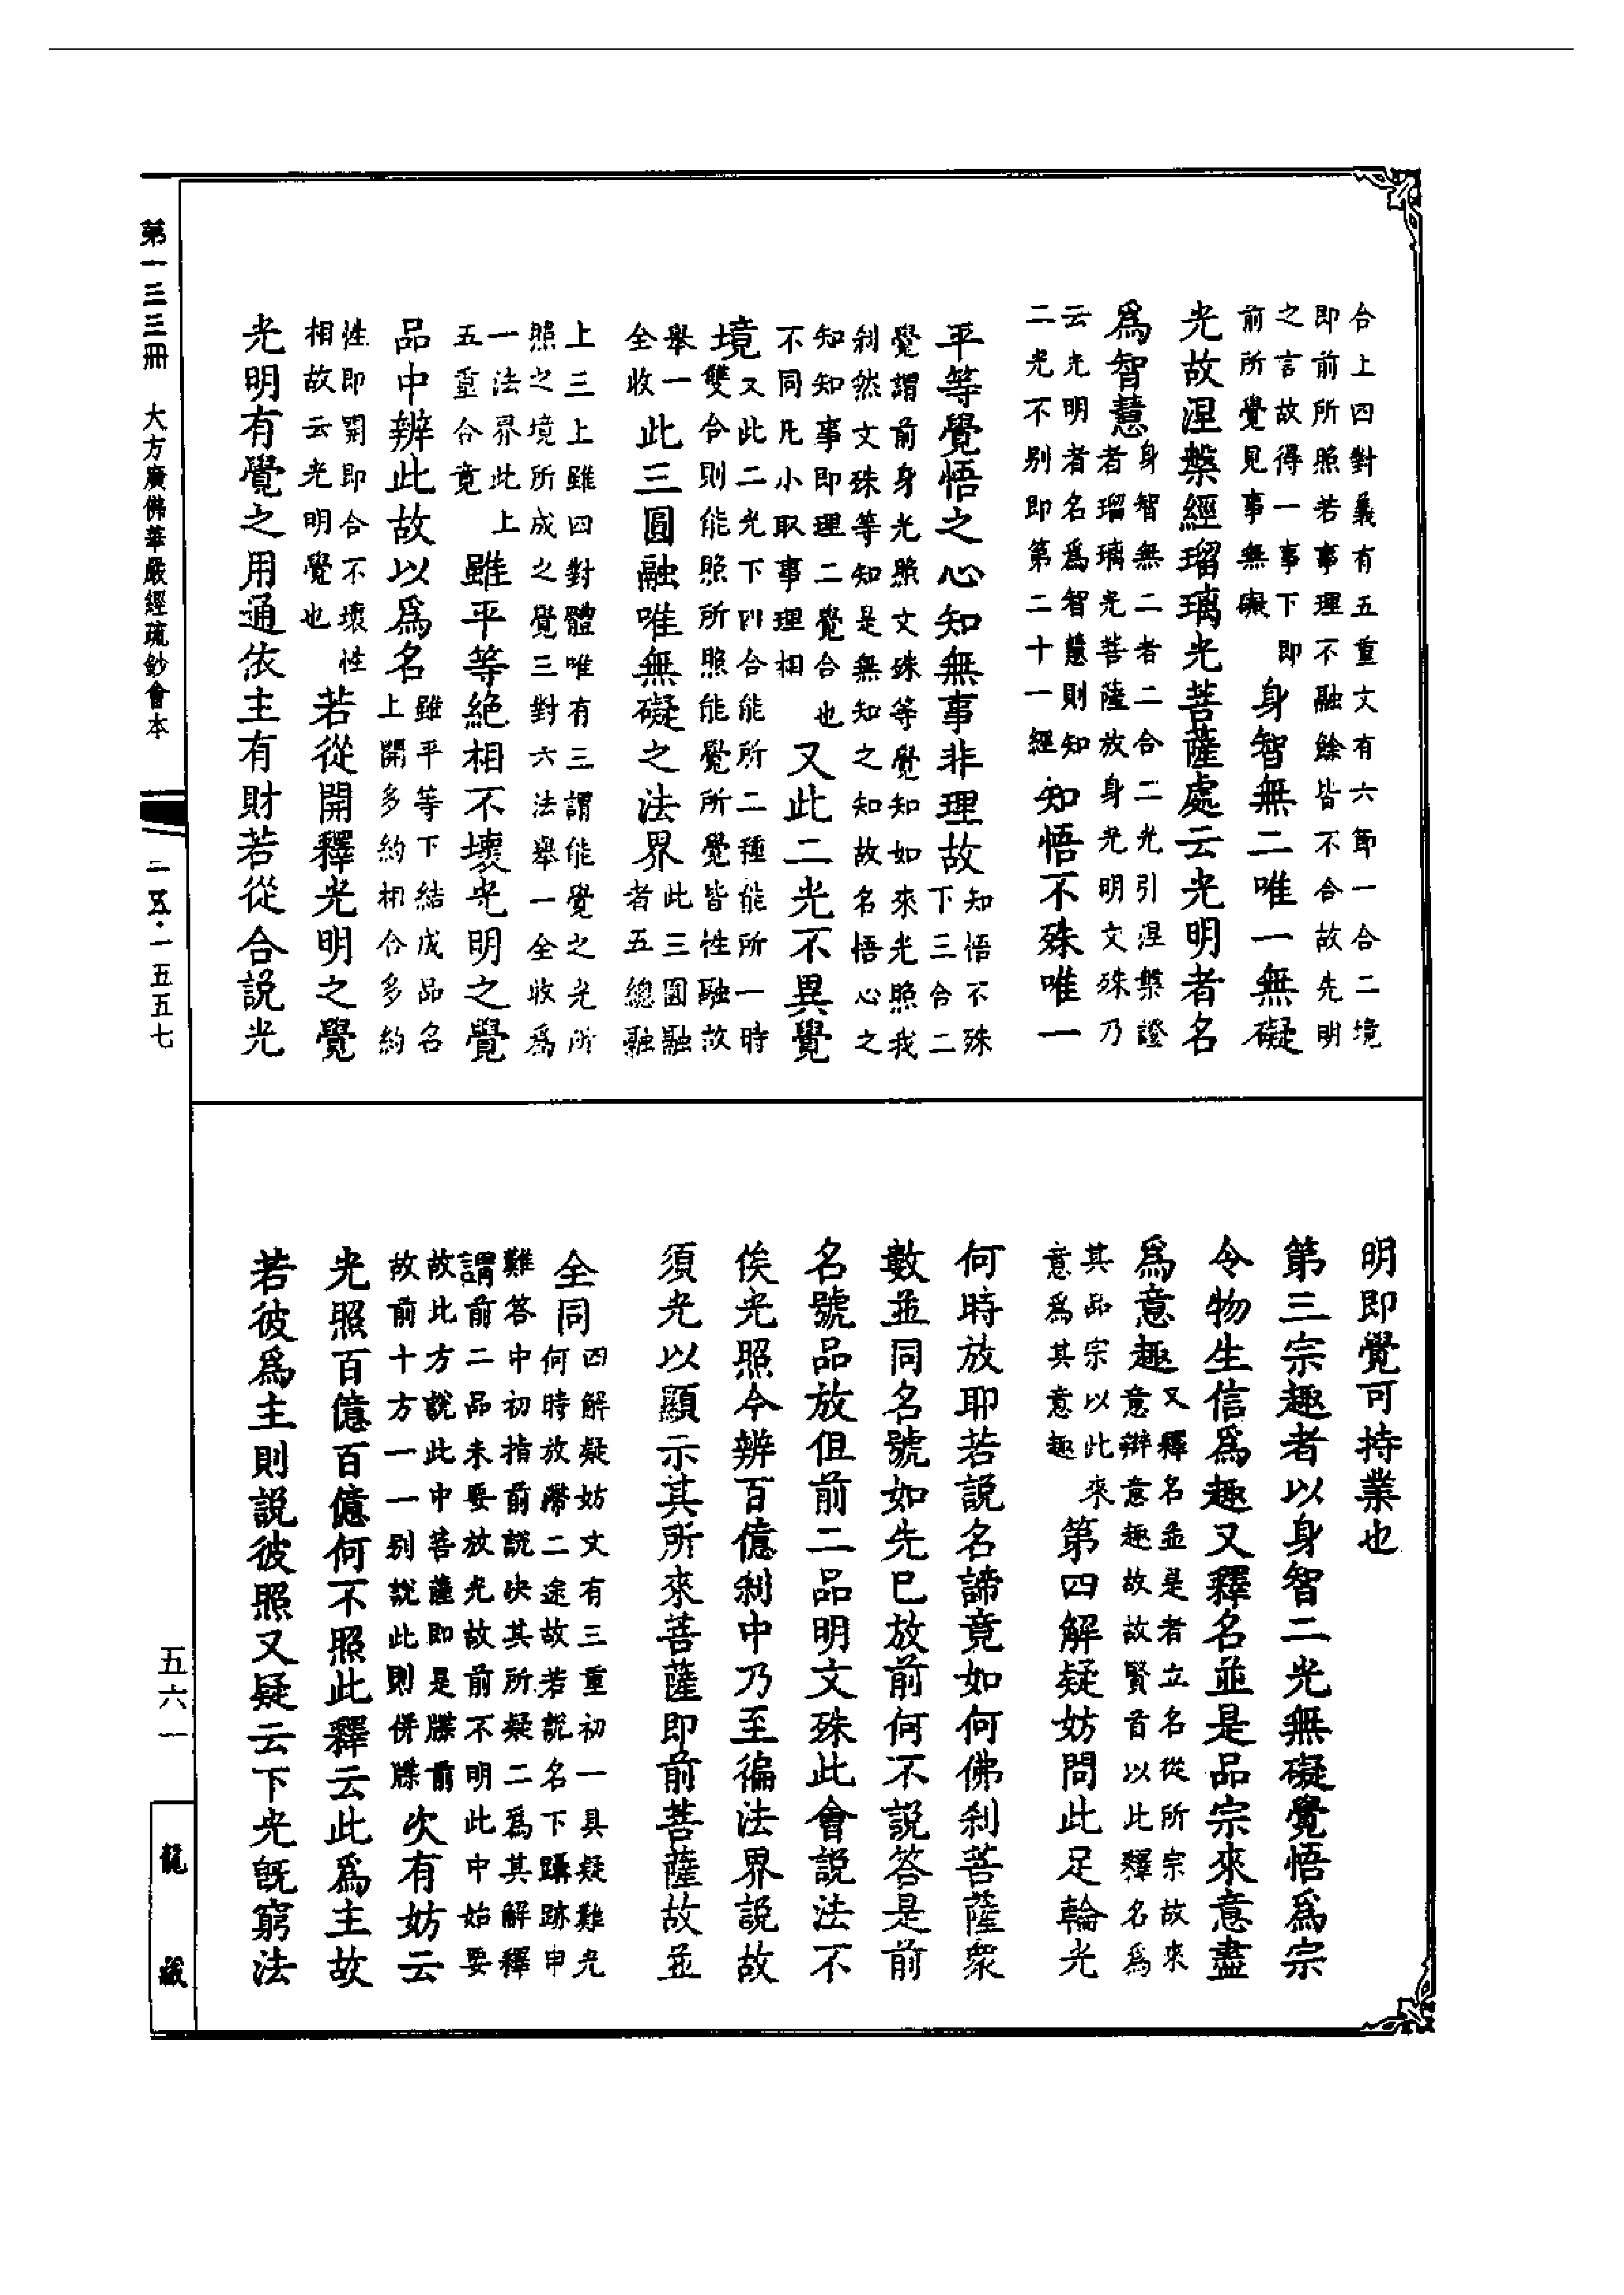 合上四對義有五重文有六節一合二境
即前所照若事理不融餘皆不合故先明
之言故得一事下即
前所覺見事無礙
身智無二唯一無礙
光故涅槃經瑠璃光菩薩處云光明者名
爲智慧
身智無二者二合二光引涅槃證
者瑠璃光菩薩放身光明文殊乃
云光明者名爲智慧則知
二光不別即第二十一經
知悟不殊唯一
平等覺悟之心知無事非理故
知悟不殊
下三合二
覺謂前身光照文殊等覺知如來光照我
刹然文殊等知是無知之知故名悟心之
知知事即理二覺合也
不同凡小取事理相
又此二光不異覺
境
又此二光下四合能所二種能所一時
雙合則能照所照能覺所覺皆性融故
舉一
全收
此三圓融唯無礙之法界
此三圓融
者五總融
上三上雖四對體唯有三謂能覺之光所
照之境所成之覺三對六法舉一全收爲
一法界此上
五重合竟
雖平等絶相不壞光明之覺
品中辨此故以爲名
雖平等下結成品名
上開多約相合多約
性即開即合不壞性
相故云光明覺也
若從開釋光明之覺
光明有覺之用通依主有財若從合説光
明即覺可持業也
第三宗趣者以身智二光無礙覺悟爲宗
令物生信爲趣又釋名並是品宗來意盡
爲意趣
又釋名並是者立名從所宗故來
意辯意趣故故賢首以此釋名爲
其品宗以此來
意爲其意趣
第四解疑妨問此足輪光
何時放耶若説名諦竟如何佛刹菩薩衆
數並同名號如先已放前何不説答是前
名號品放但前二品明文殊此會説法不
俟光照今辨百億刹中乃至徧法界説故
須光以顯示其所來菩薩即前菩薩故並
全同
四解疑妨文有三重初一具疑難光
何時放滯二途故若説名下躡跡申
難答中初指前説決其所疑二爲其解釋
謂前二品未要放光故前不明此中始要
故此方説此中菩薩即是牒前
故前十方一一別説此則併牒
次有妨云
光照百億百億何不照此釋云此爲主故
若彼爲主則説彼照又疑云下光既窮法
第一三三冊　大方廣佛華嚴經疏鈔會本
二五·一五五七
五六一
龍藏